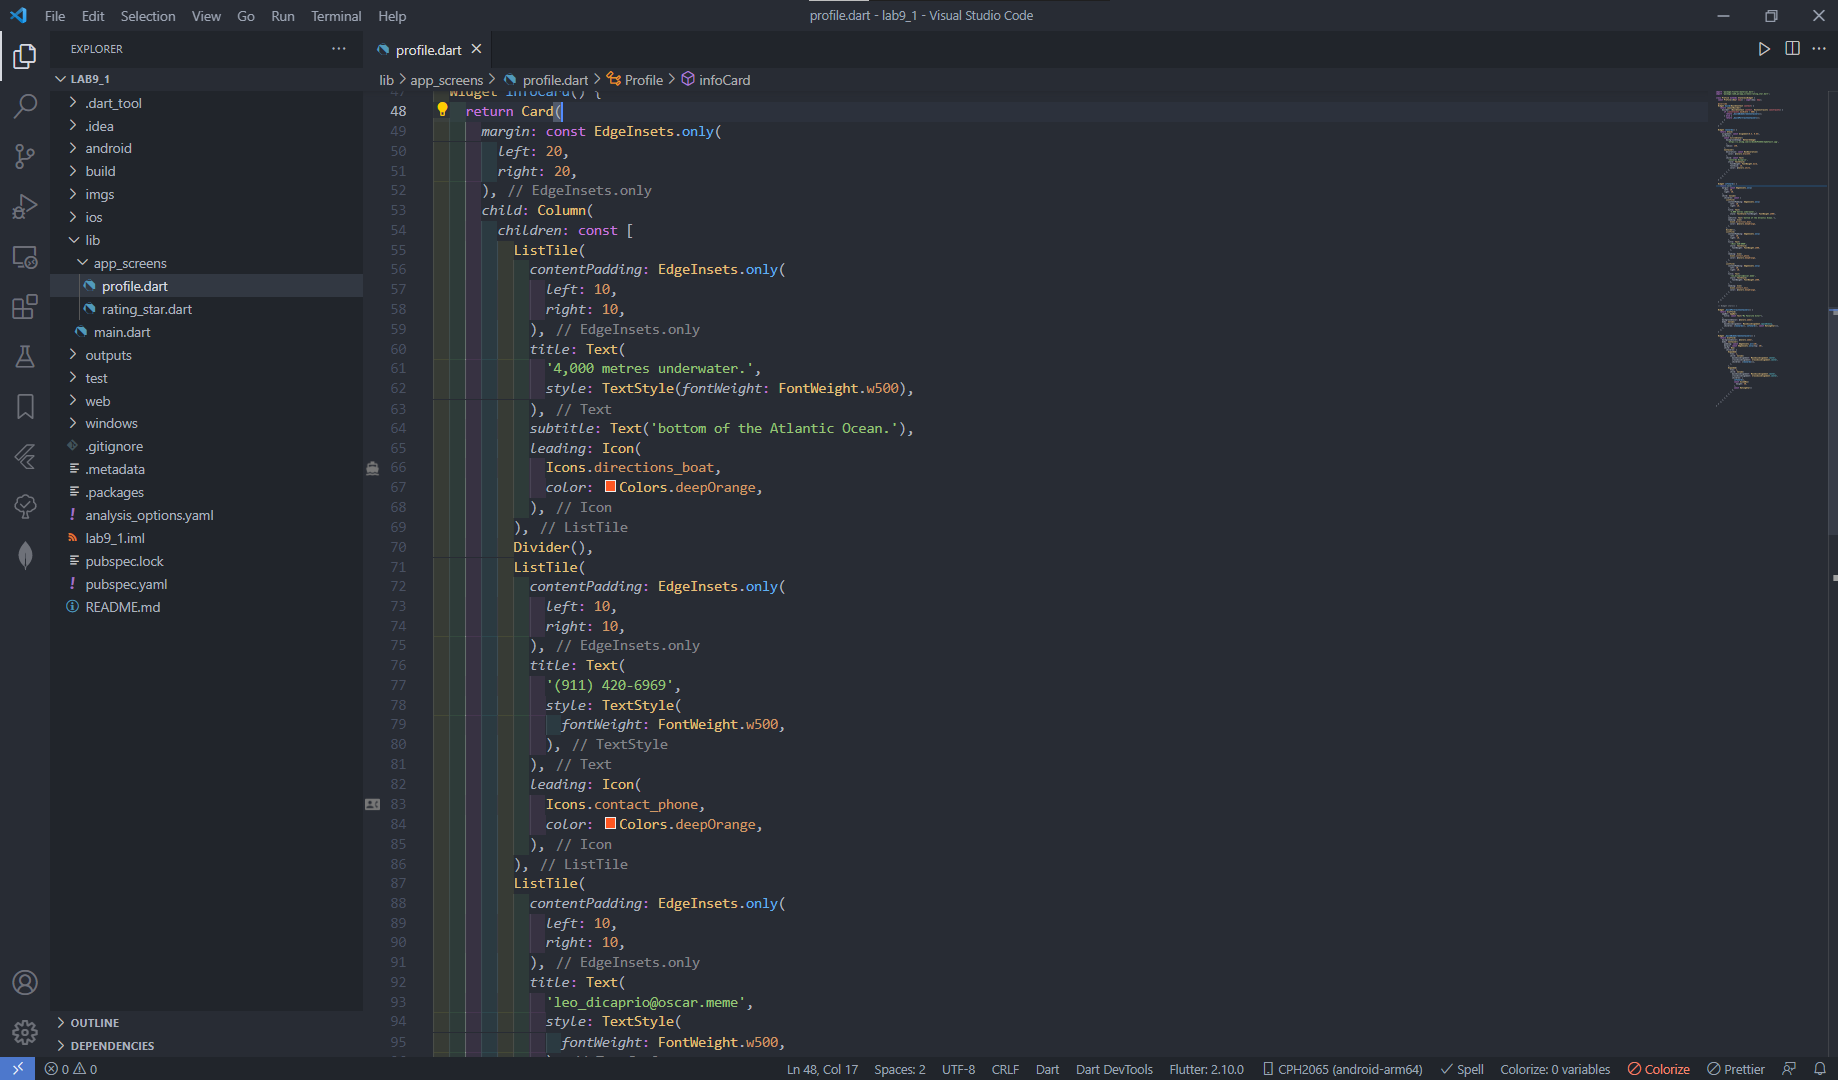 File Edit Selection View Go Run Terminal Help
profile.dart - lab9_1 - Visual Studio Code
EXPLORER
LAB9_1
.dart_tool
.idea
android
build
imgs
ios
lib
app_screens
profile.dart
rating_star.dart
main.dart
outputs
test
web
windows
.gitignore
.metadata
.packages
analysis_options.yaml
lab9_1.iml
pubspec.lock
pubspec.yaml
README.md
OUTLINE
DEPENDENCIES
profile.dart
lib > app_screens > profile.dart > Profile > infoCard
47 Widget infoCard() {
48 return Card(
49 margin: const EdgeInsets.only(
50 left: 20,
51 right: 20,
52 ), // EdgeInsets.only
53 child: Column(
54 children: const [
55 ListTile(
56 contentPadding: EdgeInsets.only(
57 left: 10,
58 right: 10,
59 ), // EdgeInsets.only
60 title: Text(
61 '4,000 metres underwater.',
62 style: TextStyle(fontWeight: FontWeight.w500),
63 ), // Text
64 subtitle: Text('bottom of the Atlantic Ocean.'),
65 leading: Icon(
66 Icons.directions_boat,
67 color: Colors.deepOrange,
68 ), // Icon
69 ), // ListTile
70 Divider(),
71 ListTile(
72 contentPadding: EdgeInsets.only(
73 left: 10,
74 right: 10,
75 ), // EdgeInsets.only
76 title: Text(
77 '(911) 420-6969',
78 style: TextStyle(
79 fontWeight: FontWeight.w500,
80 ), // TextStyle
81 ), // Text
82 leading: Icon(
83 Icons.contact_phone,
84 color: Colors.deepOrange,
85 ), // Icon
86 ), // ListTile
87 ListTile(
88 contentPadding: EdgeInsets.only(
89 left: 10,
90 right: 10,
91 ), // EdgeInsets.only
92 title: Text(
93 'leo_dicaprio@oscar.meme',
94 style: TextStyle(
95 fontWeight: FontWeight.w500,
0 0 Ln 48, Col 17 Spaces: 2 UTF-8 CRLF Dart Dart DevTools Flutter: 2.10.0 CPH2065 (android-arm64) Spell Colorize: 0 variables Colorize Prettier